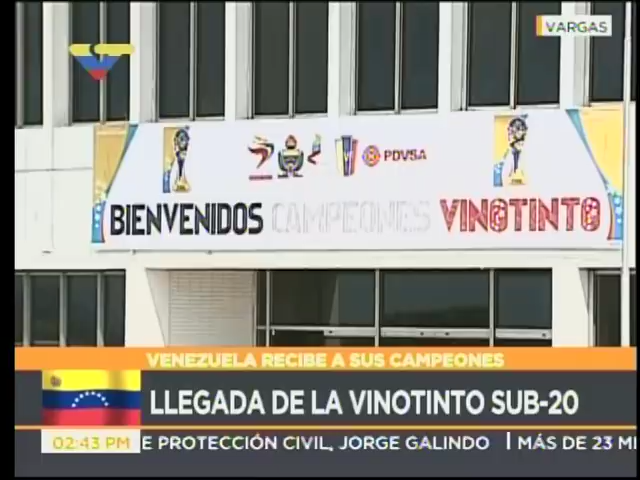 VARGAS
PDVSA
BIENVENIDOS CAMPEONES VINOTINTO
VENEZUELA RECIBE A SUS CAMPEONES
LLEGADA DE LA VINOTINTO SUB-20
02:43 PM E PROTECCIÓN CIVIL, JORGE GALINDO | MÁS DE 23 MI